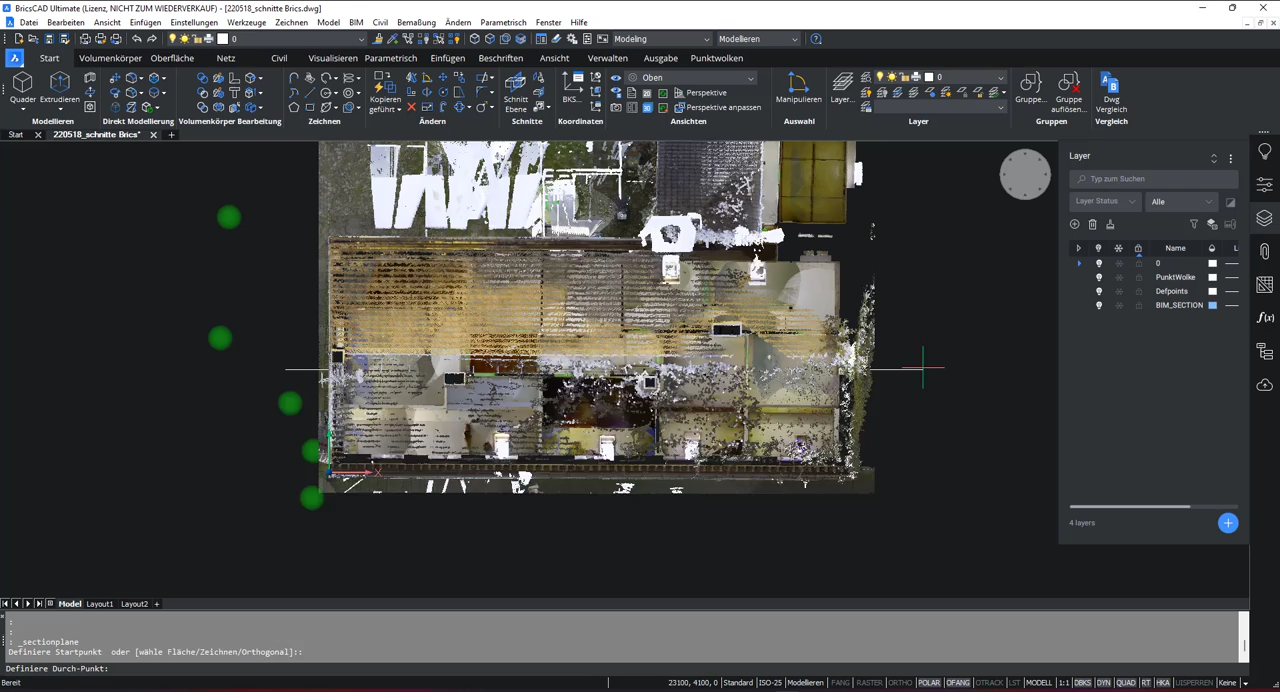 BricsCAD Ultimate (Lizenz, NICHT ZUM WIEDERVERKAUF) - [220518_schnitte Brics.dwg]
Datei Bearbeiten Ansicht Einfügen Einstellungen Werkzeuge Zeichnen Model BIM Civil Bemaßung Ändern Parametrisch Fenster Hilfe
0 Modeling Modellieren
Start Volumenkörper Oberfläche Netz Civil Visualisieren Parametrisch Einfügen Beschriften Ansicht Verwalten Ausgabe Punktwolken
Oben 0
Perspektive
Quader Extrudieren Kopieren geführt Schnitt Ebene BKS... Perspektive anpassen Manipulieren Layer... Gruppe... Gruppe auflösen... Dwg Vergleich
Modellieren Direkt Modellierung Volumenkörper Bearbeitung Zeichnen Ändern Schnitte Koordinaten Ansichten Auswahl Layer Gruppen Vergleich
Start 220518_schnitte Brics*
Layer
Typ zum Suchen
Layer Status Alle
Name L
0
PunktWolke
Defpoints
BIM_SECTION
X
4 layers
Model Layout1 Layout2 +
:
:
: _sectionplane
Definiere Startpunkt oder [wähle Fläche/Zeichnen/Orthogonal]::
Definiere Durch-Punkt:
Bereit 23100, 4100, 0 Standard ISO-25 Modellieren FANG RASTER ORTHO POLAR OFANG OTRACK LST MODELL 1:1 DBKS DYN QUAD RT HKA UISPERREN Keine